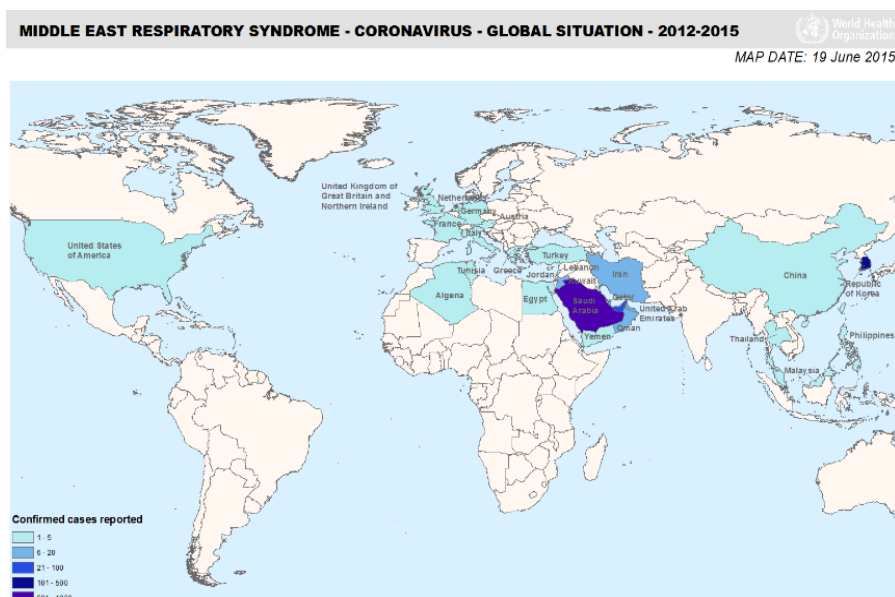 MIDDLE EAST RESPIRATORY SYNDROME - CORONAVIRUS - GLOBAL SITUATION - 2012-2015
World Health
Organization
MAP DATE: 19 June 2015
United Kingdom of
Great Britain and
Northern Ireland
Netherlands
Germany
Austria
France
Italy
United States
of America
Turkey
Tunisia
Greece
Lebanon
Jordan
Iran
Kuwait
China
Algeria
Egypt
Saudi
Arabia
Qatar
United Arab
Emirates
Oman
Yemen
Republic
of Korea
Thailand
Philippines
Malaysia
Confirmed cases reported
1 - 5
6 - 20
21 - 100
101 - 500